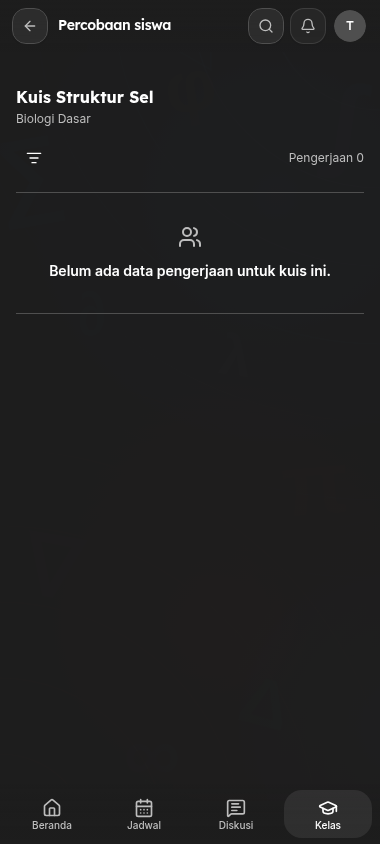 Percobaan siswa
T
Kuis Struktur Sel
Biologi Dasar
Pengerjaan 0
Belum ada data pengerjaan untuk kuis ini.
Beranda
Jadwal
Diskusi
Kelas